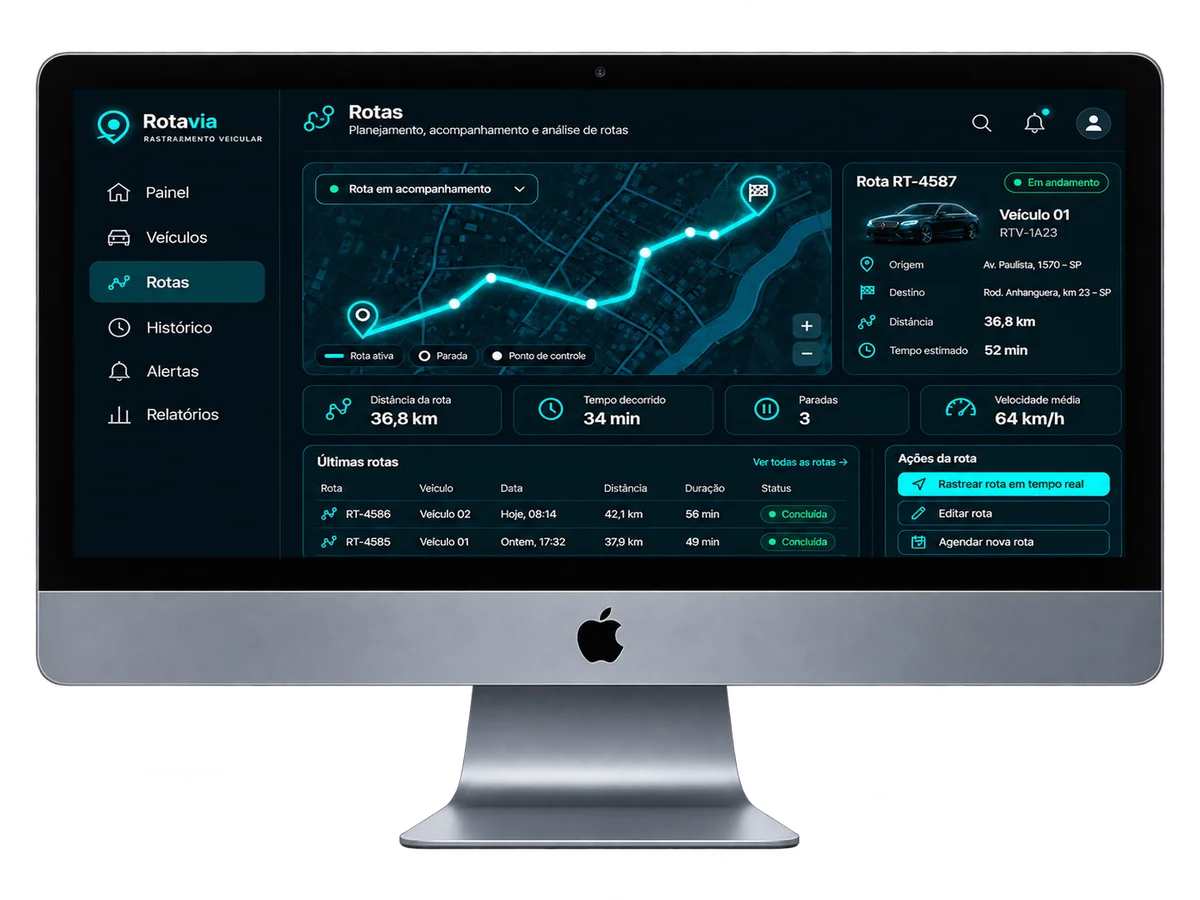 Rotavia
RASTRARMENTO VEICULAR
Painel
Veículos
Rotas
Histórico
Alertas
Relatórios
Rotas
Planejamento, acompanhamento e análise de rotas
Rota em acompanhamento
Rota ativa
Parada
Ponto de controle
+
−
Rota RT-4587
Em andamento
Veículo 01
RTV-1A23
Origem Av. Paulista, 1570 – SP
Destino Rod. Anhanguera, km 23 – SP
Distância 36,8 km
Tempo estimado 52 min
Distância da rota
36,8 km
Tempo decorrido
34 min
Paradas
3
Velocidade média
64 km/h
Últimas rotas
Ver todas as rotas →
Rota Veículo Data Distância Duração Status
RT-4586 Veículo 02 Hoje, 08:14 42,1 km 56 min Concluída
RT-4585 Veículo 01 Ontem, 17:32 37,9 km 49 min Concluída
Ações da rota
Rastrear rota em tempo real
Editar rota
Agendar nova rota